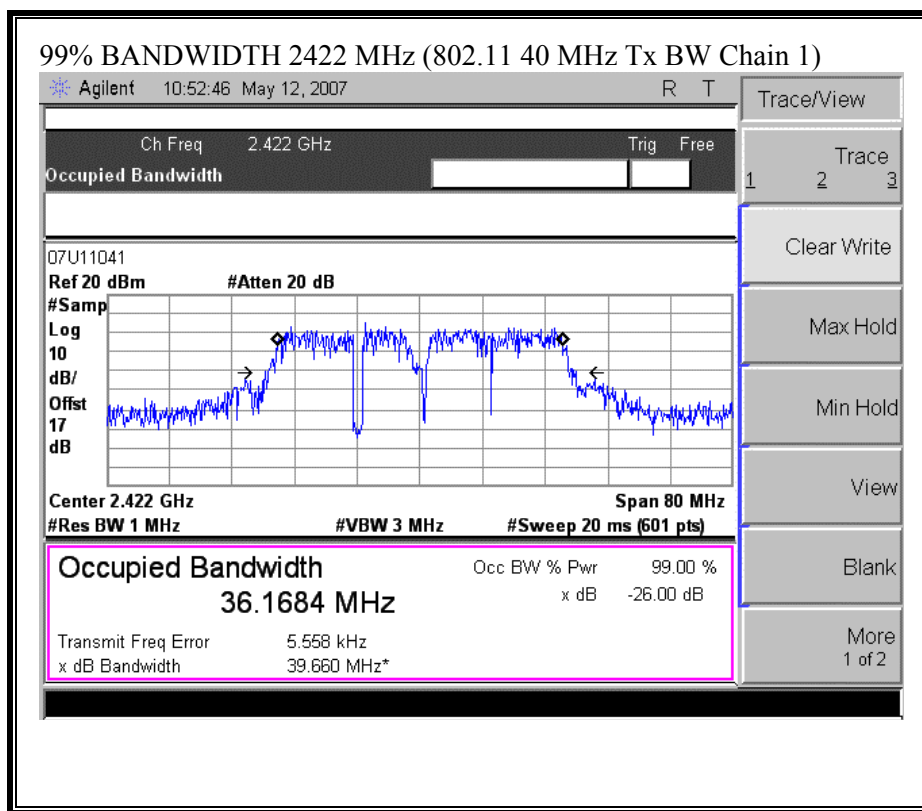 99% BANDWIDTH 2422 MHz (802.11 40 MHz Tx BW Chain 1)
Agilent 10:52:46 May 12, 2007 R T
Trace/View
Ch Freq 2.422 GHz Trig Free
Occupied Bandwidth
Trace
1 2 3
Clear Write
Max Hold
Min Hold
View
Blank
More
1 of 2
07U11041
Ref 20 dBm #Atten 20 dB
#Samp
Log
10
dB/
Offst
17
dB
Center 2.422 GHz Span 80 MHz
#Res BW 1 MHz #VBW 3 MHz #Sweep 20 ms (601 pts)
Occupied Bandwidth Occ BW % Pwr 99.00 %
36.1684 MHz x dB -26.00 dB
Transmit Freq Error 5.558 kHz
x dB Bandwidth 39.660 MHz*